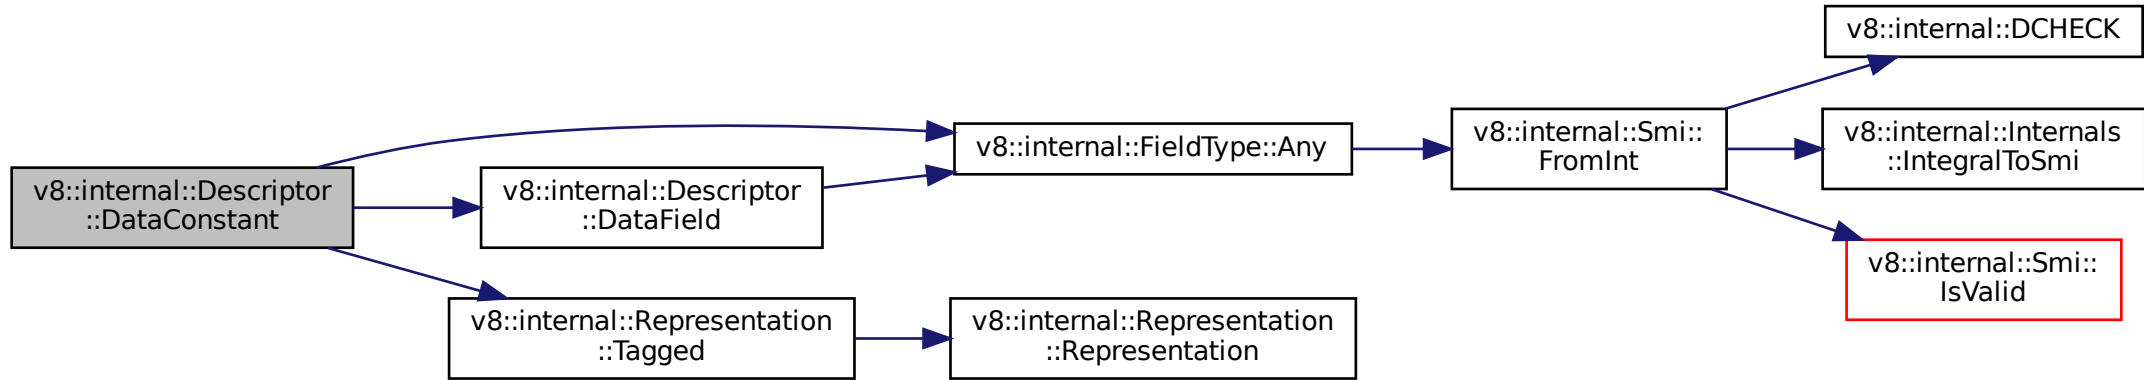 v8::internal::Descriptor
::DataConstant
v8::internal::Descriptor
::DataField
v8::internal::Representation
::Tagged
v8::internal::FieldType::Any
v8::internal::Representation
::Representation
v8::internal::Smi::
FromInt
v8::internal::DCHECK
v8::internal::Internals
::IntegralToSmi
v8::internal::Smi::
IsValid